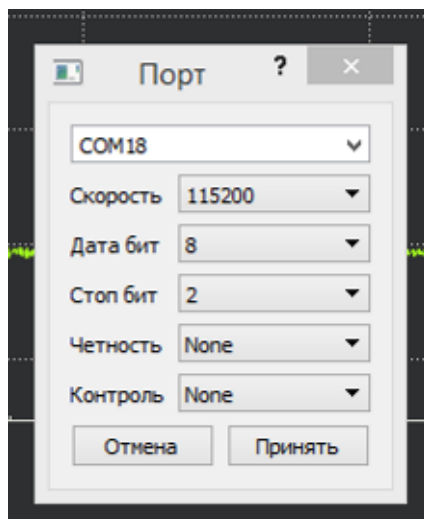 Порт ?
COM18
Скорость 115200
Дата бит 8
Стоп бит 2
Четность None
Контроль None
Отмена Принять